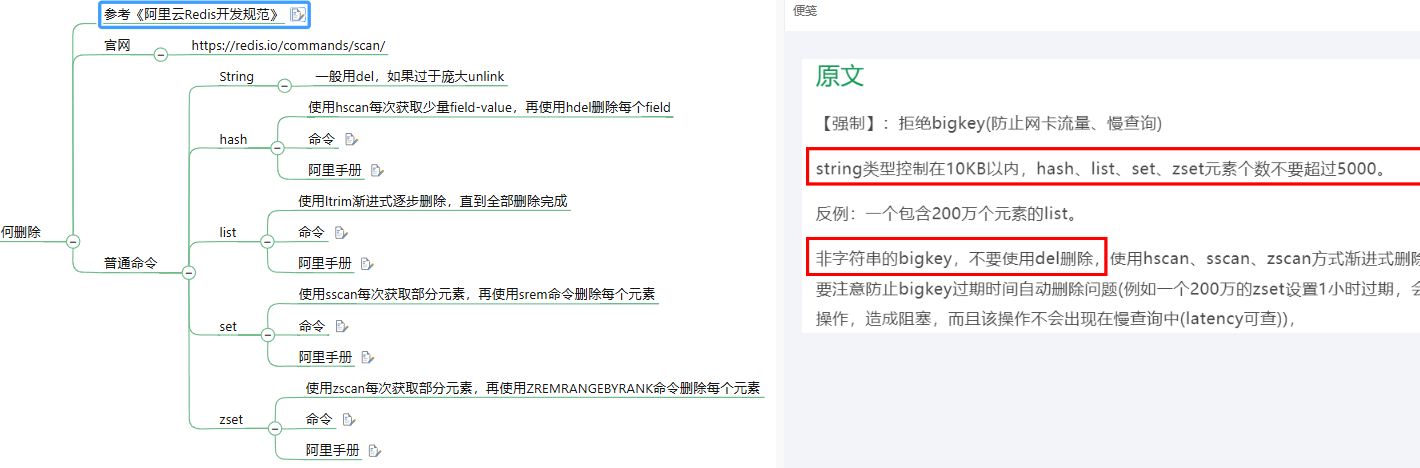 参考《阿里云Redis开发规范》
官网
https://redis.io/commands/scan/
String
一般用del，如果过于庞大unlink
使用hscan每次获取少量field-value，再使用hdel删除每个field
hash
命令
阿里手册
使用ltrim渐进式逐步删除，直到全部删除完成
list
命令
何删除
普通命令
阿里手册
使用sscan每次获取部分元素，再使用srem命令删除每个元素
set
命令
阿里手册
使用zscan每次获取部分元素，再使用ZREMRANGEBYRANK命令删除每个元素
zset
命令
阿里手册
便笺
原文
【强制】：拒绝bigkey(防止网卡流量、慢查询)
string类型控制在10KB以内，hash、list、set、zset元素个数不要超过5000。
反例：一个包含200万个元素的list。
非字符串的bigkey，不要使用del删除，使用hscan、sscan、zscan方式渐进式删除
要注意防止bigkey过期时间自动删除问题(例如一个200万的zset设置1小时过期，会
操作，造成阻塞，而且该操作不会出现在慢查询中(latency可查))，